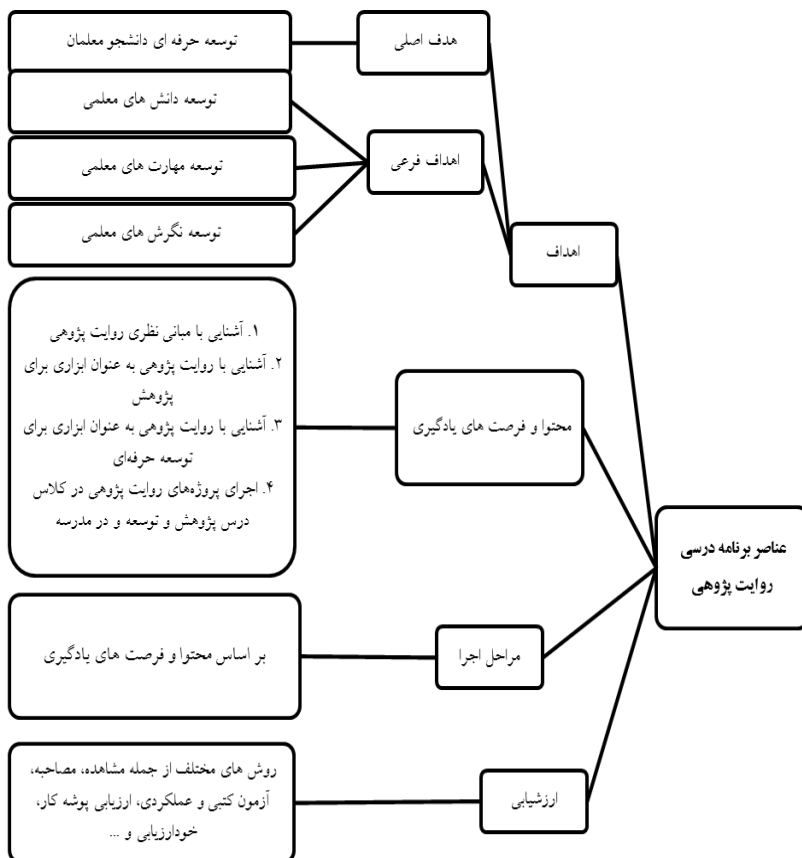 عناصر برنامه درسی
روایت پژوهی
اهداف
هدف اصلی
توسعه حرفه ای دانشجو معلمان
اهداف فرعی
توسعه دانش های معلمی
توسعه مهارت های معلمی
توسعه نگرش های معلمی
محتوا و فرصت های یادگیری
۱. آشنایی با مبانی نظری روایت پژوهی
۲. آشنایی با روایت پژوهی به عنوان ابزاری برای
پژوهش
۳. آشنایی با روایت پژوهی به عنوان ابزاری برای
توسعه حرفه‌ای
۴. اجرای پروژه‌های روایت پژوهی در کلاس
درس پژوهش و توسعه و در مدرسه
مراحل اجرا
بر اساس محتوا و فرصت های یادگیری
ارزشیابی
روش های مختلف از جمله مشاهده، مصاحبه،
آزمون کتبی و عملکردی، ارزیابی پوشه کار،
خودارزیابی و ...